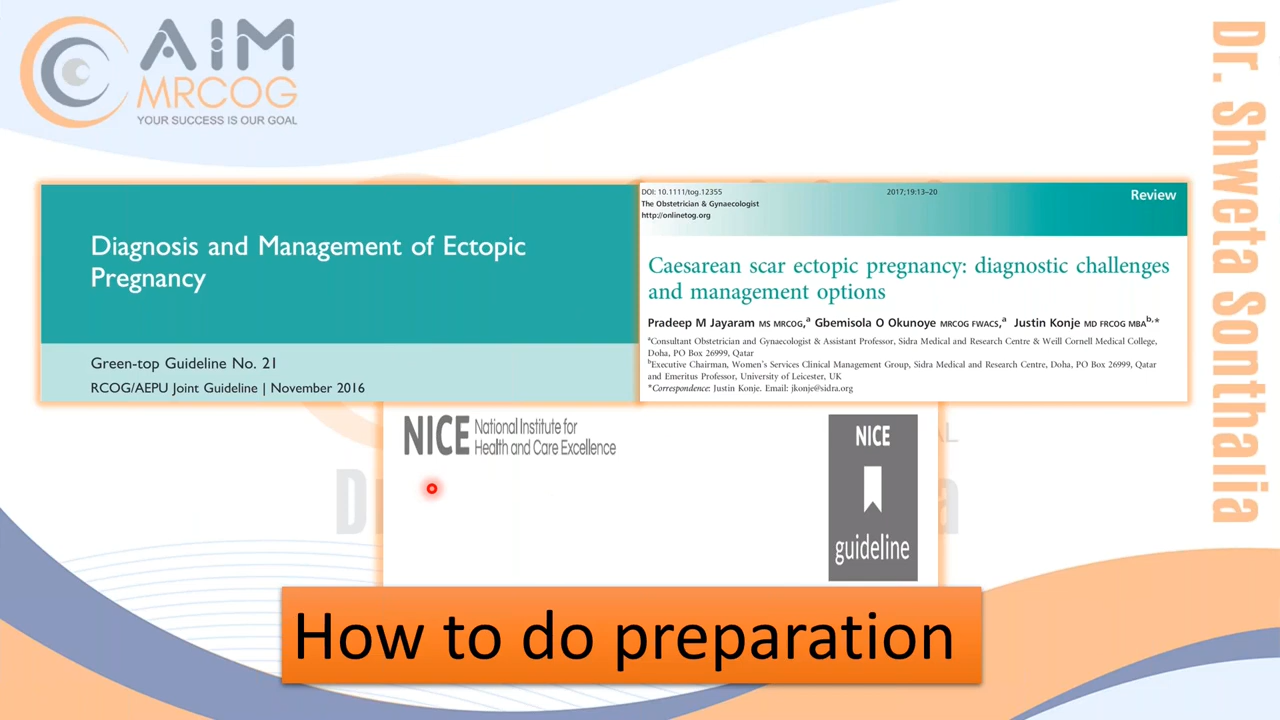 AIM
MRCOG
YOUR SUCCESS IS OUR GOAL
Dr. Shweta Sonthalia
Diagnosis and Management of Ectopic
Pregnancy
Green-top Guideline No. 21
RCOG/AEPU Joint Guideline | November 2016
DOI: 10.1111/tog.12355
2017;19:13–20
The Obstetrician & Gynaecologist
http://onlinetog.org
Review
Caesarean scar ectopic pregnancy: diagnostic challenges
and management options
Pradeep M Jayaram MS MRCOG,ᵃ Gbemisola O Okunoye MRCOG FWACS,ᵃ Justin Konje MD FRCOG MBAᵇ,*
ᵃConsultant Obstetrician and Gynaecologist & Assistant Professor, Sidra Medical and Research Centre & Weill Cornell Medical College,
Doha, PO Box 26999, Qatar
ᵇExecutive Chairman, Women's Services Clinical Management Group, Sidra Medical and Research Centre, Doha, PO Box 26999, Qatar
and Emeritus Professor, University of Leicester, UK
*Correspondence: Justin Konje. Email: jkonje@sidra.org
NICE National Institute for
Health and Care Excellence
NICE
guideline
How to do preparation